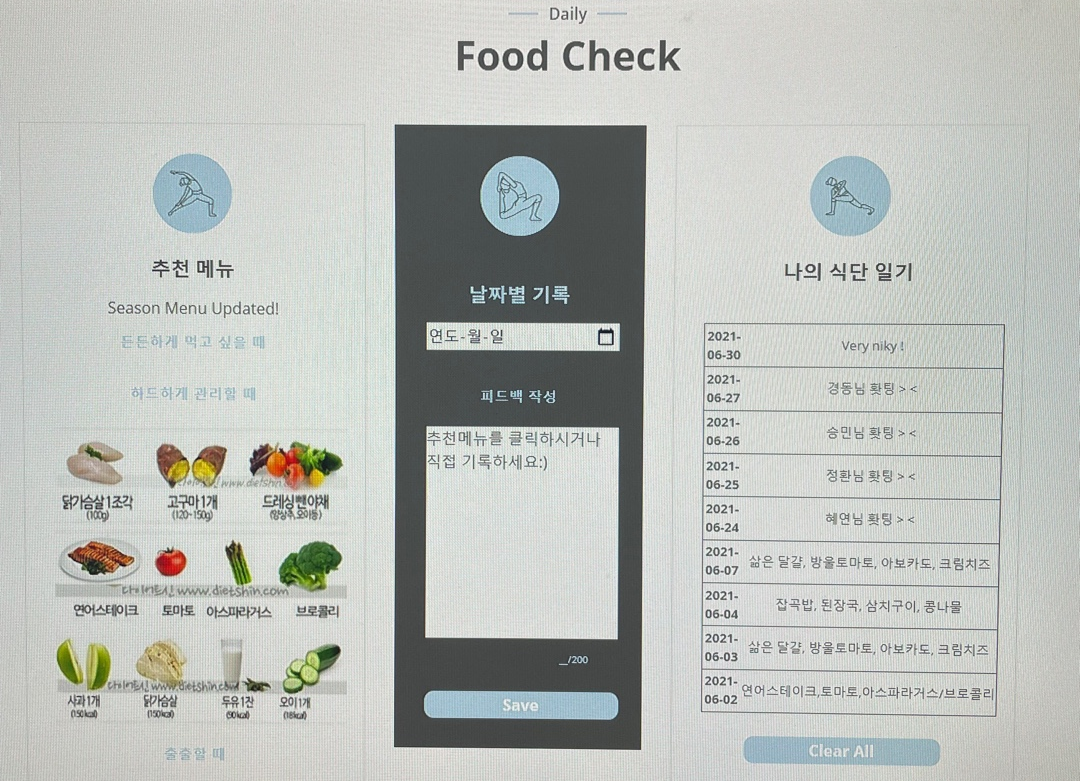 Daily
Food Check
추천 메뉴
Season Menu Updated!
든든하게 먹고 싶을 때
하드하게 관리할 때
www.dietshin.co
닭가슴살 1조각 고구마 1개 드레싱 뺀 야채
(100g) (120~150g) (양상추, 오이 등)
다이어트신 www.dietshin.com
연어스테이크 토마토 아스파라거스 브로콜리
다이어트신 www.dietshin.com
사과 1개 닭가슴살 두유 1잔 오이 1개
(150kcal) (150kcal) (90kcal) (18kcal)
출출할 때
날짜별 기록
연도-월-일
피드백 작성
추천메뉴를 클릭하시거나
직접 기록하세요:)
__/200
Save
나의 식단 일기
2021-06-30 Very niky !
2021-06-27 경동님 홧팅 > <
2021-06-26 승민님 홧팅 > <
2021-06-25 정환님 홧팅 > <
2021-06-24 혜연님 홧팅 > <
2021-06-07 삶은 달걀, 방울토마토, 아보카도, 크림치즈
2021-06-04 잡곡밥, 된장국, 삼치구이, 콩나물
2021-06-03 삶은 달걀, 방울토마토, 아보카도, 크림치즈
2021-06-02 연어스테이크,토마토,아스파라거스/브로콜리
Clear All